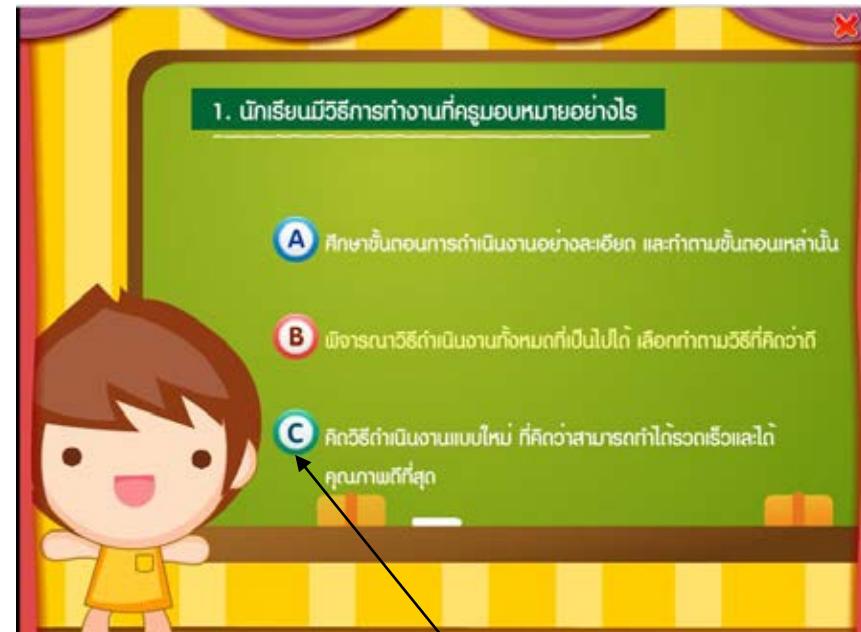 1. นักเรียนมีวิธีการทำงานที่ครูมอบหมายอย่างไร
A ศึกษาขั้นตอนการดำเนินงานอย่างละเอียด และทำตามขั้นตอนเหล่านั้น
B พิจารณาวิธีดำเนินงานทั้งหมดที่เป็นไปได้ เลือกทำตามวิธีที่คิดว่าดี
C คิดวิธีดำเนินงานแบบใหม่ ที่คิดว่าสามารถทำได้รวดเร็วและได้
คุณภาพดีที่สุด